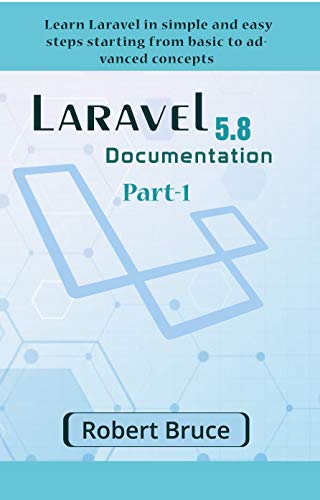 Learn Laravel in simple and easy
steps starting from basic to ad-
vanced concepts
Laravel 5.8
Documentation
Part-1
Robert Bruce